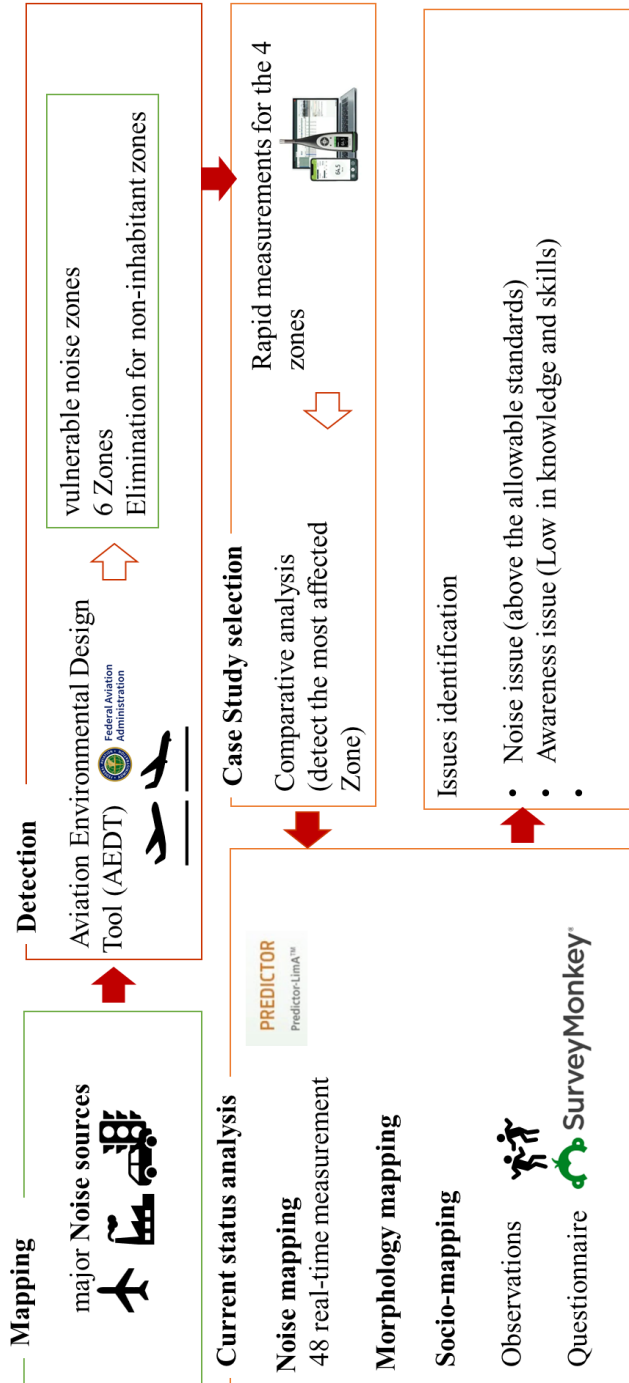 Mapping
major Noise sources
Detection
Aviation Environmental Design
Tool (AEDT)
Federal Aviation
Administration
vulnerable noise zones
6 Zones
Elimination for non-inhabitant zones
Case Study selection
Rapid measurements for the 4
zones
64.5
Comparative analysis
(detect the most affected
Zone)
Current status analysis
Noise mapping
48 real-time measurement
PREDICTOR
Predictor-LimA™
Morphology mapping
Socio-mapping
Observations
Questionnaire
SurveyMonkey®
Issues identification
• Noise issue (above the allowable standards)
• Awareness issue (Low in knowledge and skills)
•